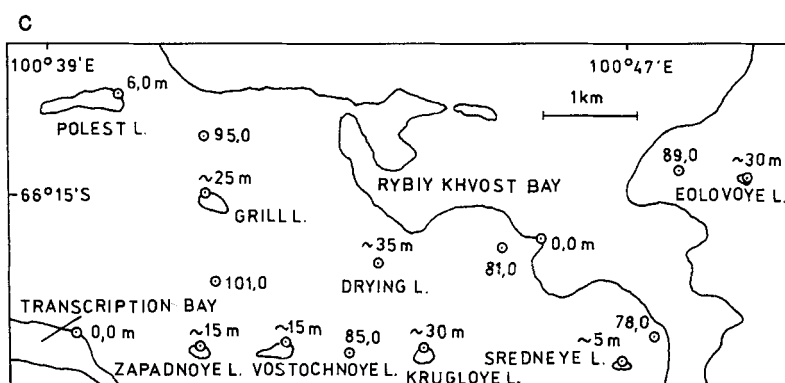 C
100°39'E
100°47'E
6,0 m
1km
POLEST L.
95,0
89,0
~30 m
~25 m
RYBIY KHVOST BAY
EOLOVOYE L.
66°15'S
GRILL L.
~35 m
0,0 m
81,0
101,0
DRYING L.
TRANSCRIPTION BAY
0,0 m
~15 m
~15 m
85,0
~30 m
78,0
~5 m
SREDNEYE L.
ZAPADNOYE L.
VOSTOCHNOYE L.
KRUGLOYE L.